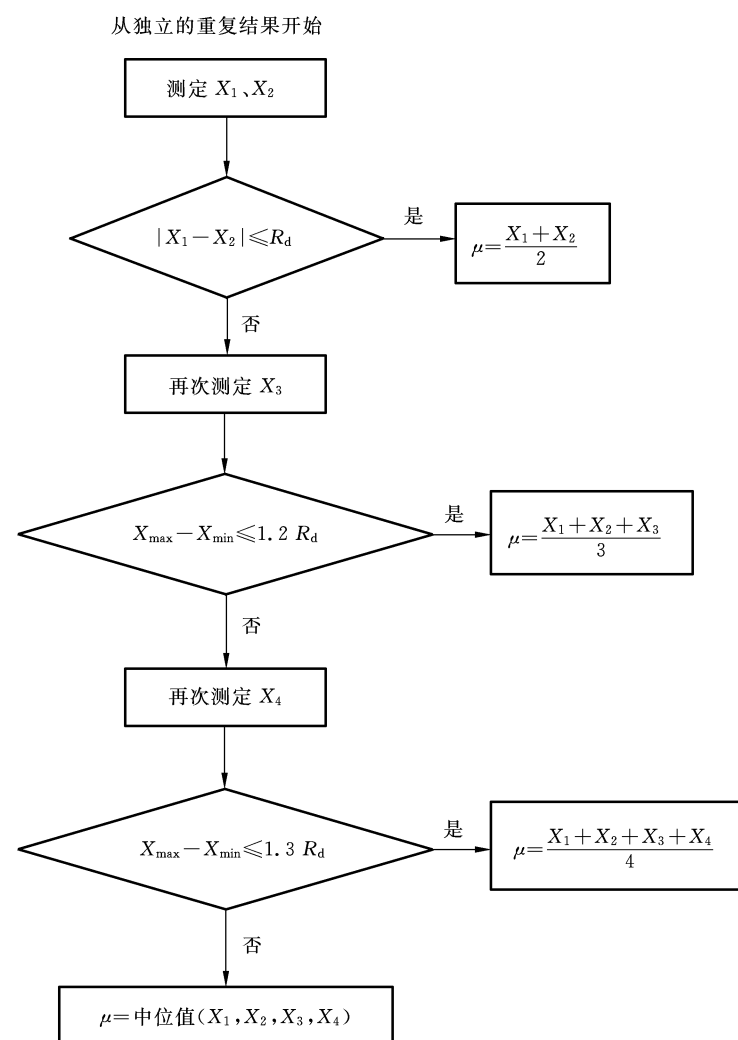 从独立的重复结果开始
测定 X₁、X₂
|X₁−X₂|≤R_d
是
μ=(X₁+X₂)/2
否
再次测定 X₃
X_max−X_min≤1.2 R_d
是
μ=(X₁+X₂+X₃)/3
否
再次测定 X₄
X_max−X_min≤1.3 R_d
是
μ=(X₁+X₂+X₃+X₄)/4
否
μ=中位值(X₁,X₂,X₃,X₄)